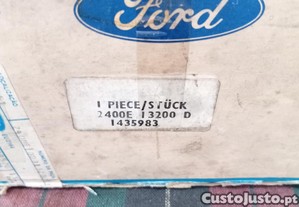 Ford
1 PIECE/STÜCK
2400E 13200 D
1435983
CustoJusto.pt